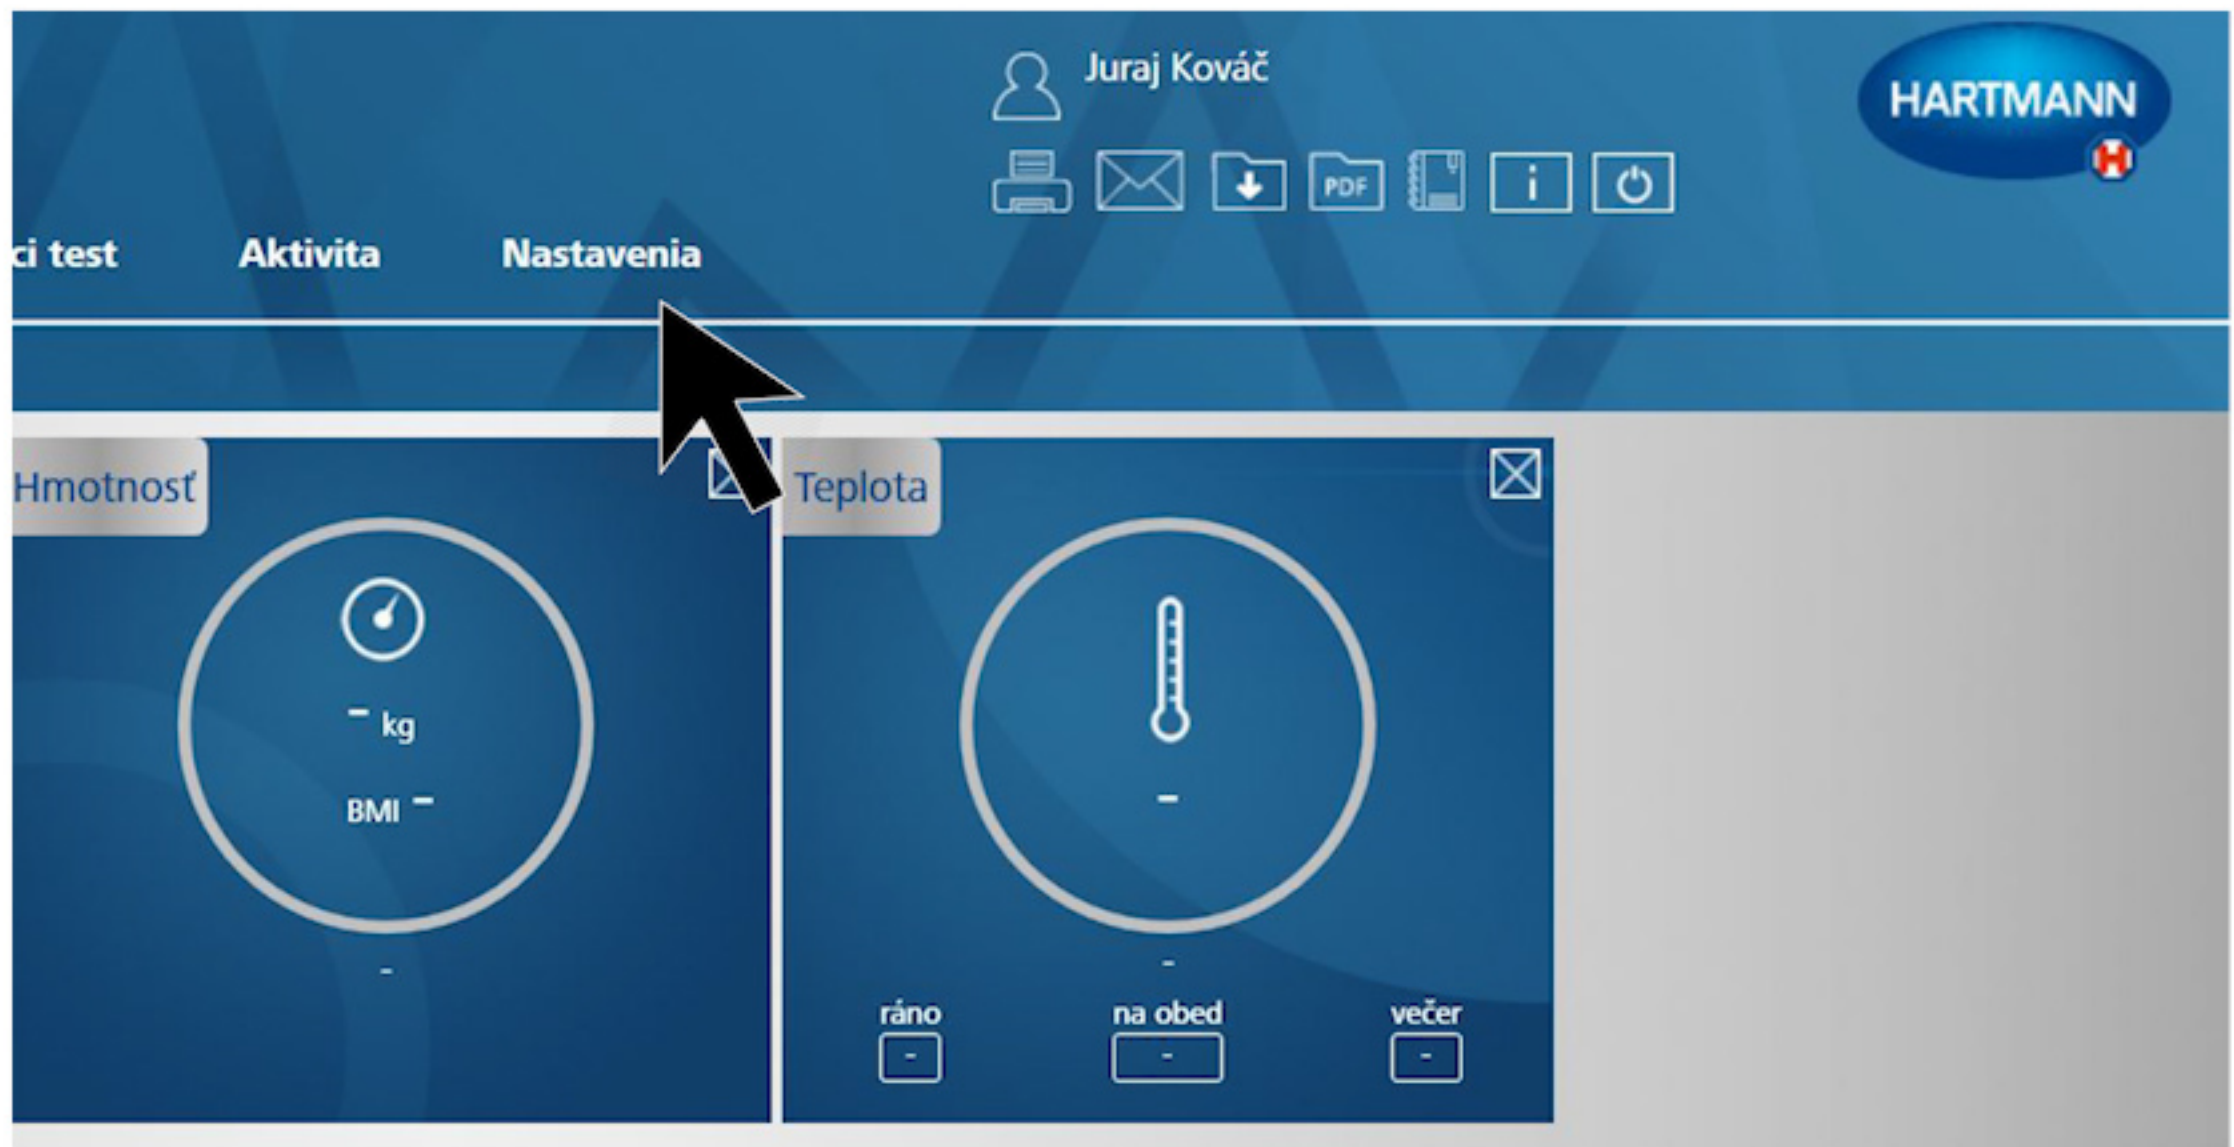 Juraj Kováč
HARTMANN
PDF
i
ci test Aktivita Nastavenia
Hmotnosť
Teplota
- kg
BMI -
-
-
-
ráno na obed večer
- - -